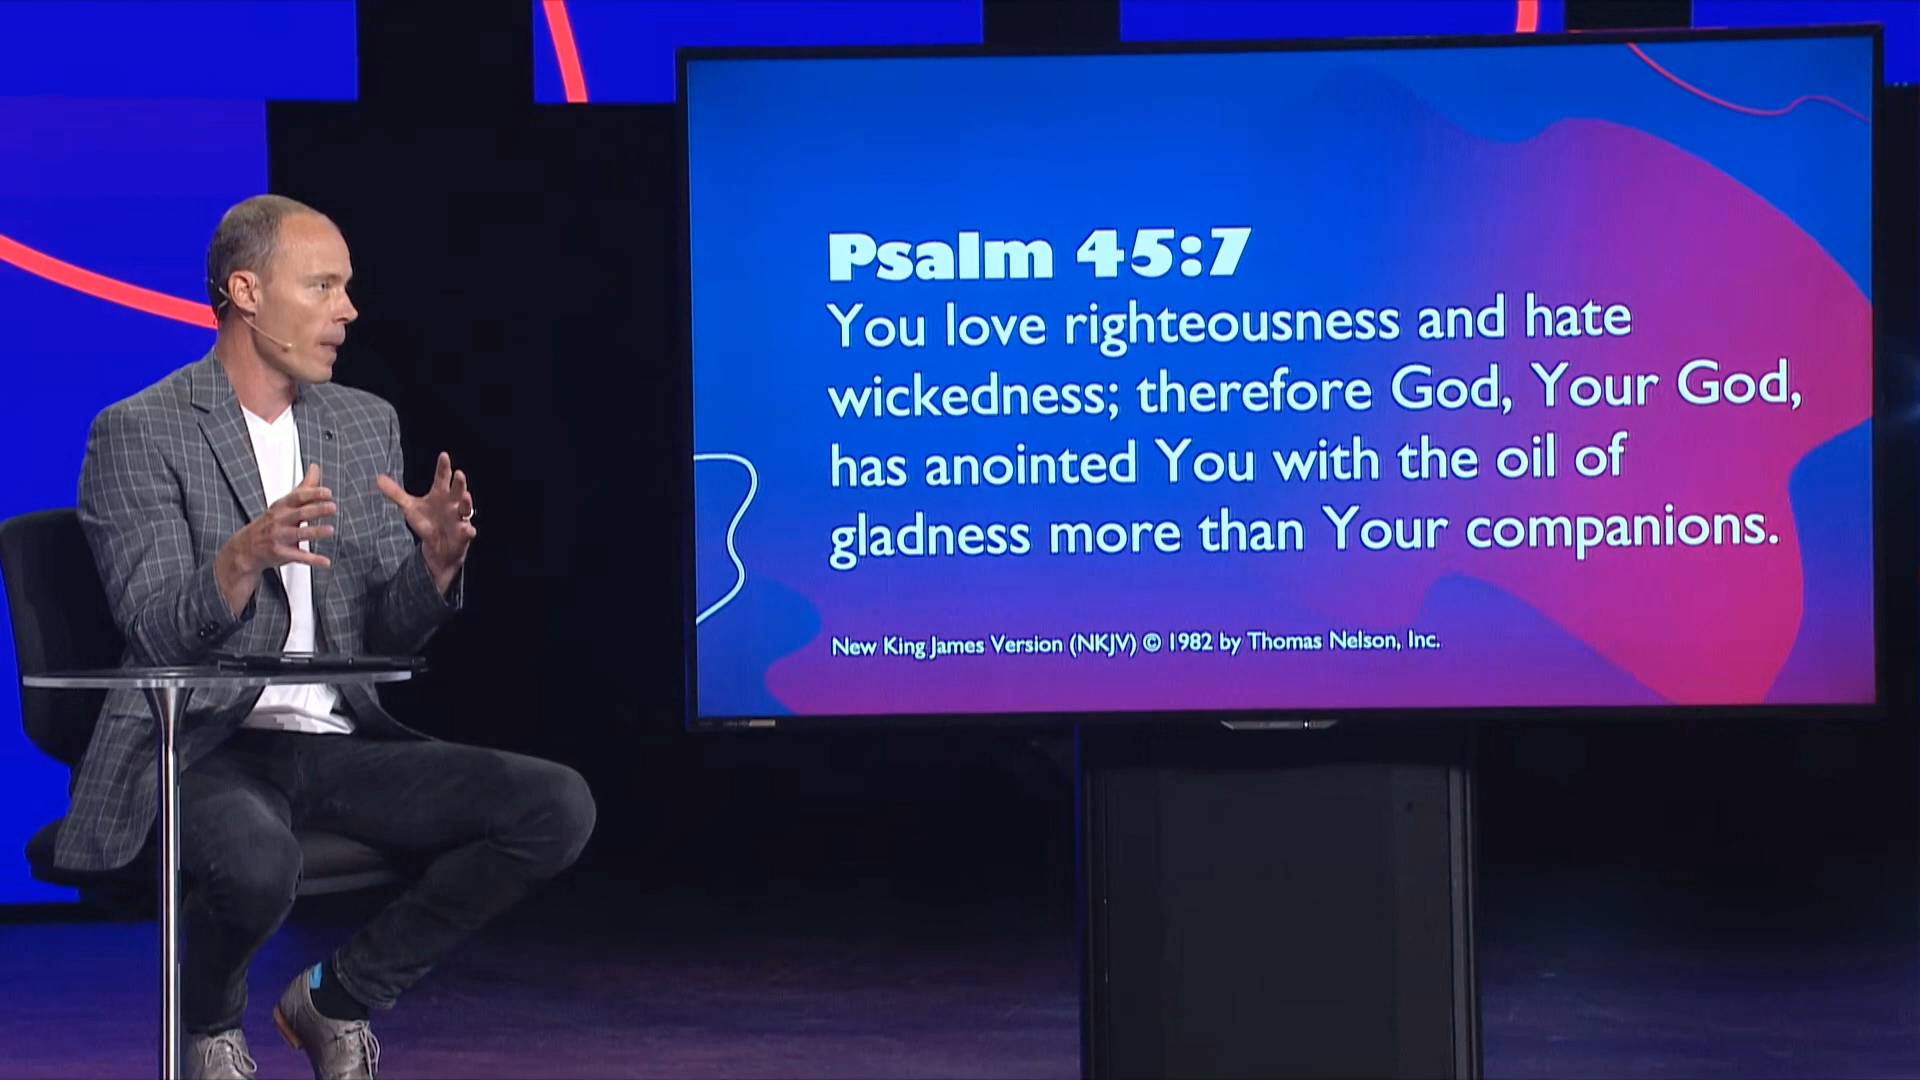 Psalm 45:7
You love righteousness and hate
wickedness; therefore God, Your God,
has anointed You with the oil of
gladness more than Your companions.
New King James Version (NKJV) © 1982 by Thomas Nelson, Inc.